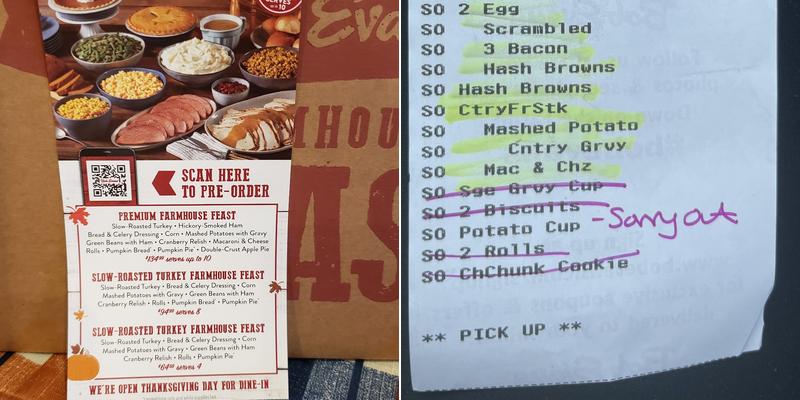 SERVES
UP TO 10
Eva
MHOU
AS
SCAN HERE
TO PRE-ORDER
PREMIUM FARMHOUSE FEAST
Slow-Roasted Turkey • Hickory-Smoked Ham
Bread & Celery Dressing • Corn • Mashed Potatoes with Gravy
Green Beans with Ham • Cranberry Relish • Macaroni & Cheese
Rolls • Pumpkin Bread • Pumpkin Pie • Double-Crust Apple Pie
serves up to 10
SLOW-ROASTED TURKEY FARMHOUSE FEAST
Slow-Roasted Turkey • Bread & Celery Dressing • Corn
Mashed Potatoes with Gravy • Green Beans with Ham
Cranberry Relish • Rolls • Pumpkin Bread • Pumpkin Pie
serves 8
SLOW-ROASTED TURKEY FARMHOUSE FEAST
Slow-Roasted Turkey • Bread & Celery Dressing • Corn
Mashed Potatoes with Gravy • Green Beans with Ham
Cranberry Relish • Rolls • Pumpkin Pie
serves 4
WE'RE OPEN THANKSGIVING DAY FOR DINE-IN
SO 2 Egg
SO Scrambled
SO 3 Bacon
SO Hash Browns
SO Hash Browns
SO CtryFrStk
SO Mashed Potato
SO Cntry Grvy
SO Mac & Chz
SO Sge Grvy Cup
SO 2 Biscuits
-Sorry out
SO Potato Cup
SO 2 Rolls
SO ChChunk Cookie
** PICK UP **